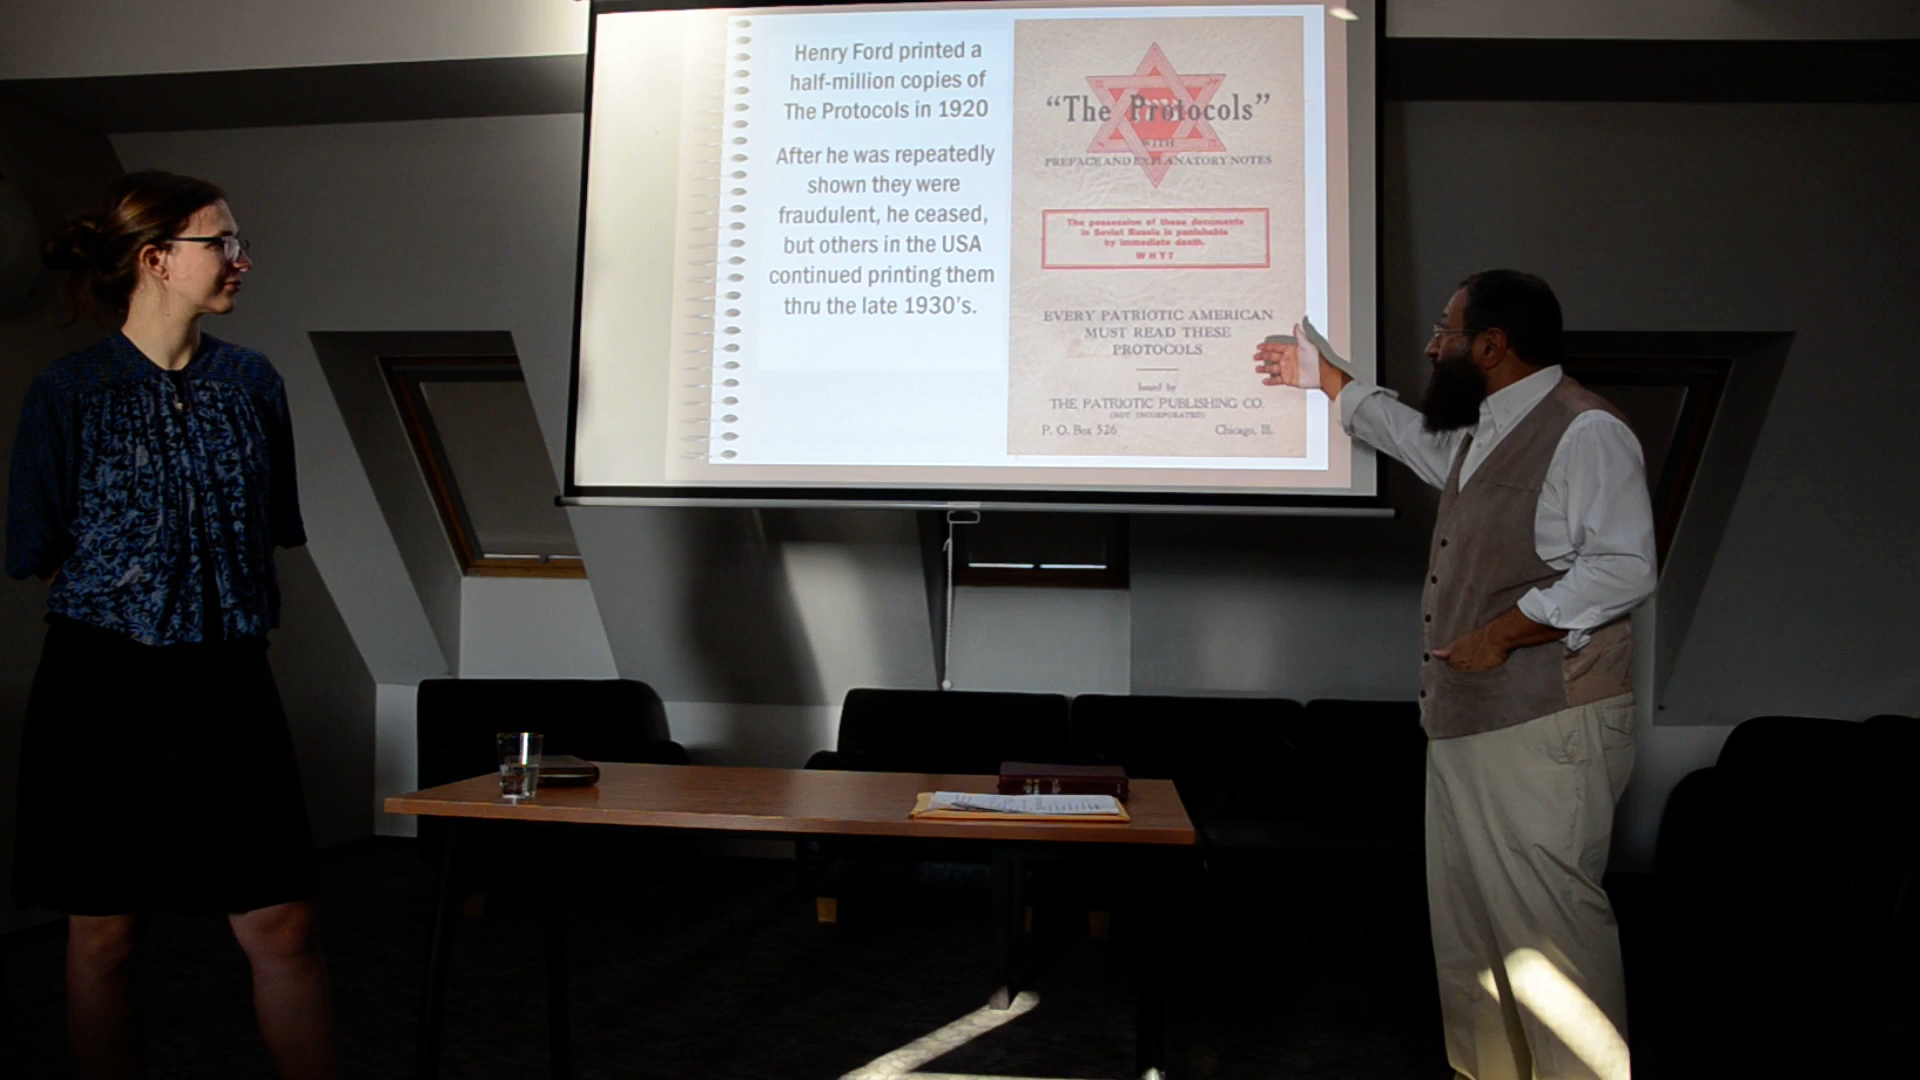 Henry Ford printed a
half-million copies of
The Protocols in 1920
After he was repeatedly
shown they were
fraudulent, he ceased,
but others in the USA
continued printing them
thru the late 1930's.
“The Protocols”
WITH
PREFACE AND EXPLANATORY NOTES
The possession of these documents
in Soviet Russia is punishable
by immediate death.
WHY?
EVERY PATRIOTIC AMERICAN
MUST READ THESE
PROTOCOLS
Issued by
THE PATRIOTIC PUBLISHING CO.
(NOT INCORPORATED)
P. O. Box 526 Chicago, Ill.